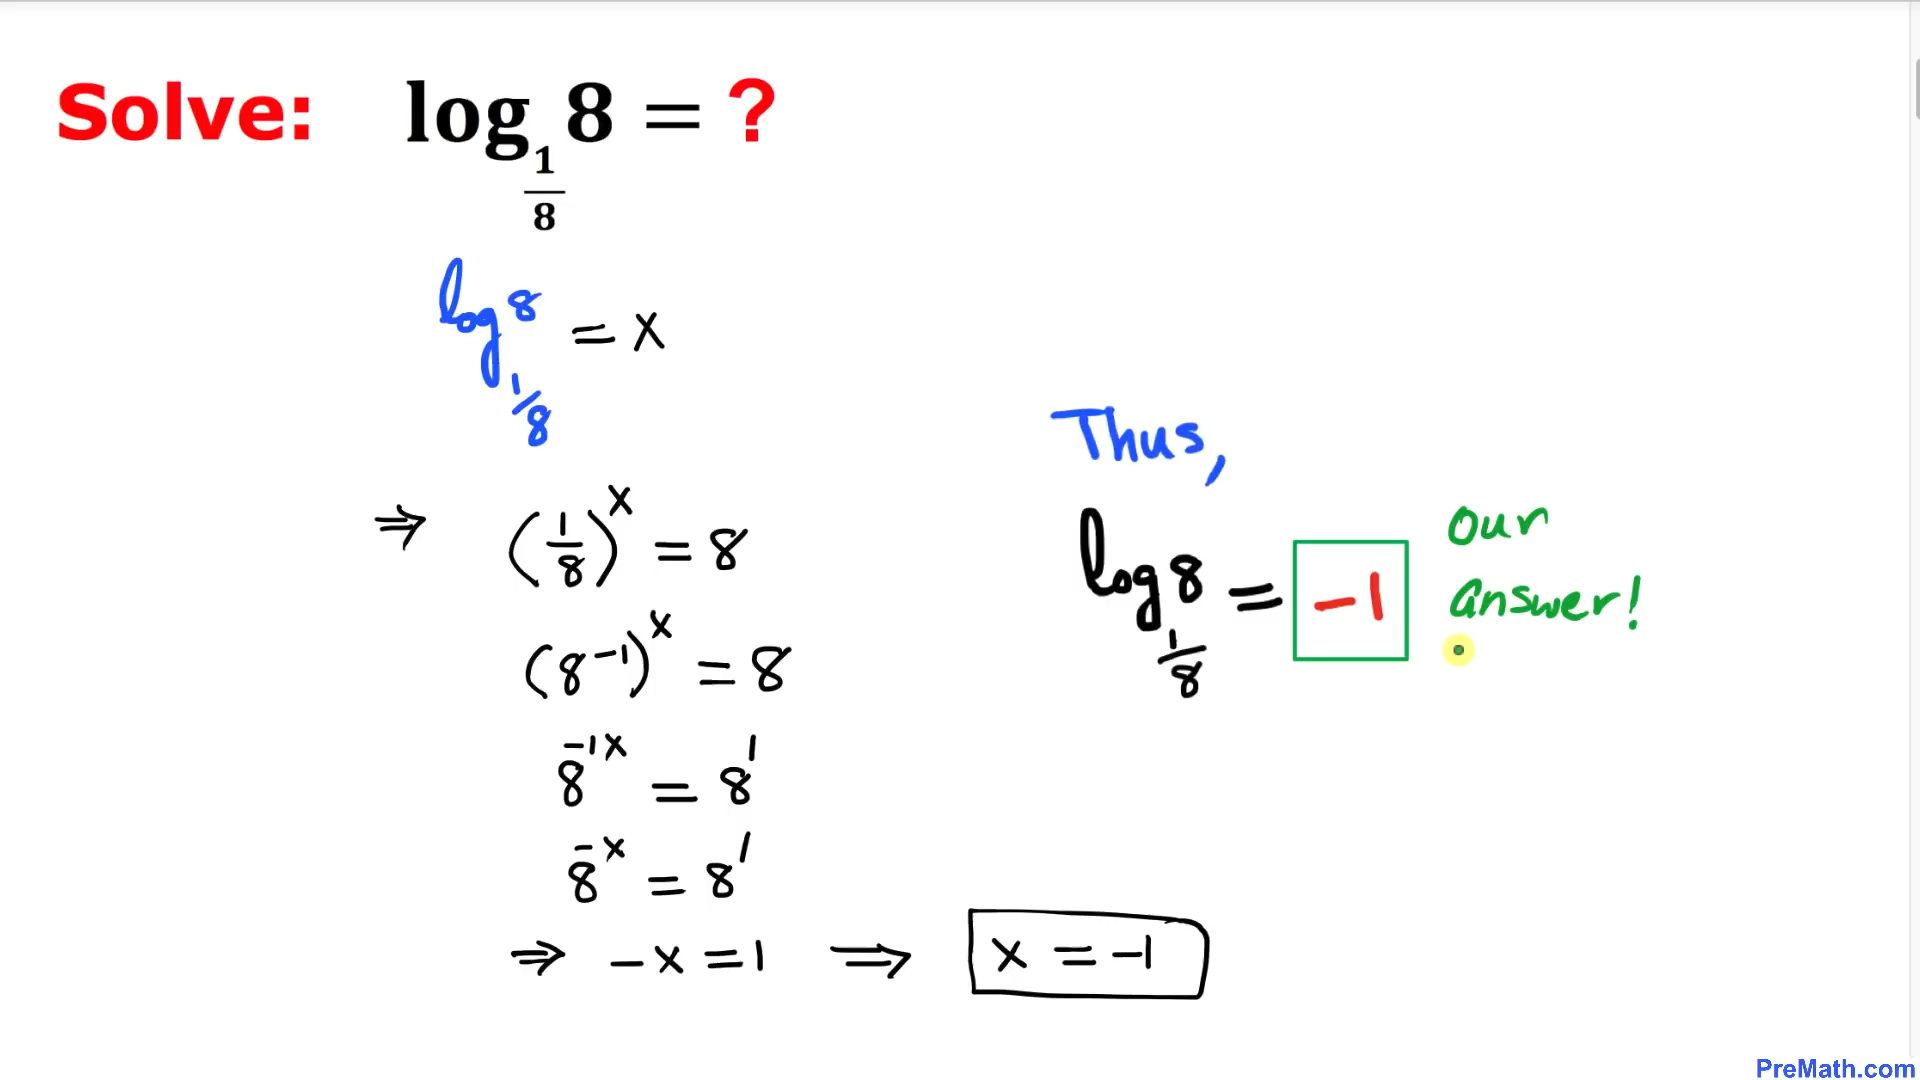 Solve: log_{1/8} 8 = ?
log_{1/8} 8 = x
⇒ (1/8)^x = 8
(8^{-1})^x = 8
8^{-1x} = 8^1
8^{-x} = 8^1
⇒ -x = 1 ⇒ x = -1
Thus,
log_{1/8} 8 = -1
our
answer!
PreMath.com